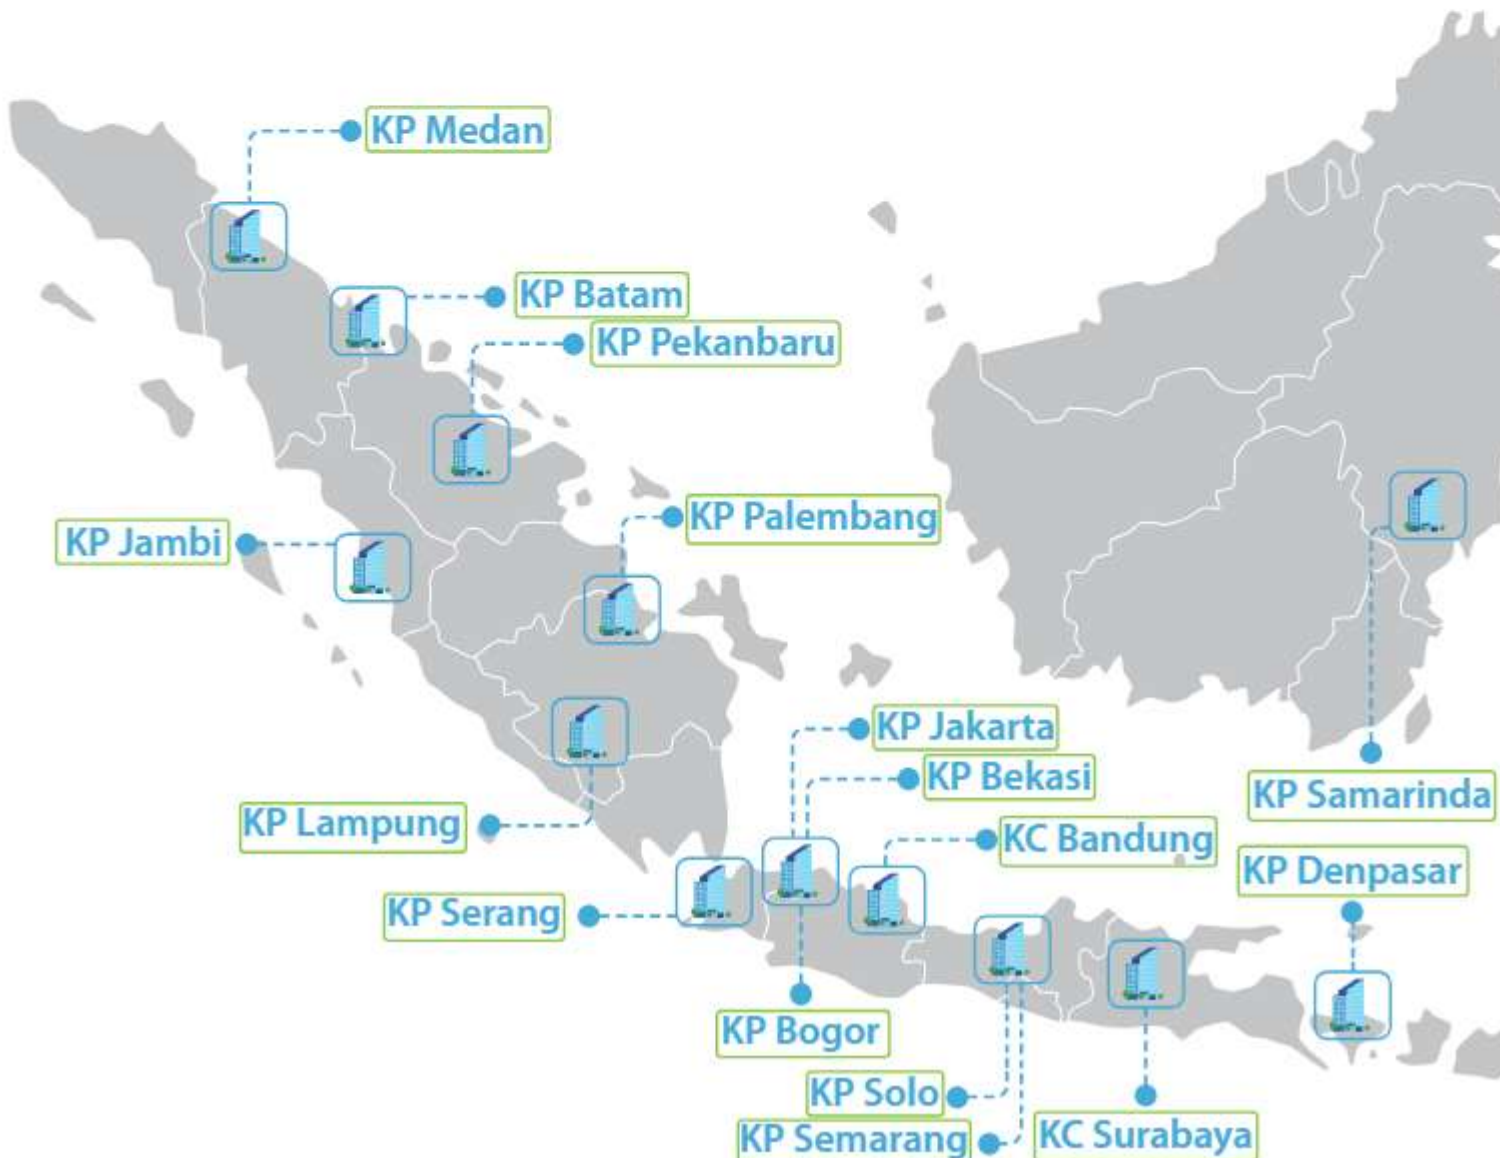 KP Medan
KP Batam
KP Pekanbaru
KP Palembang
KP Jambi
KP Jakarta
KP Bekasi
KP Samarinda
KP Lampung
KC Bandung
KP Denpasar
KP Serang
KP Bogor
KP Solo
KP Semarang
KC Surabaya